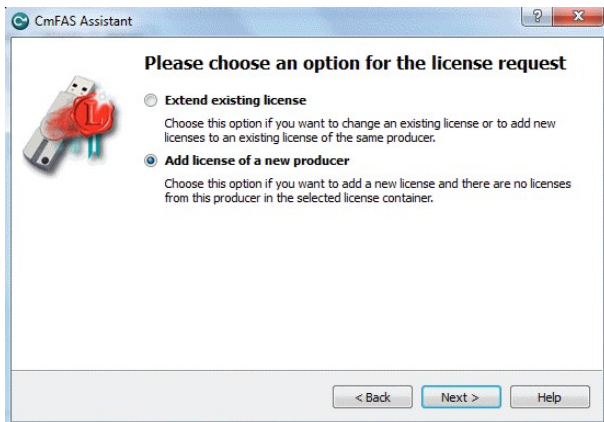 CmFAS Assistant
?
X
Please choose an option for the license request
Extend existing license
Choose this option if you want to change an existing license or to add new
licenses to an existing license of the same producer.
Add license of a new producer
Choose this option if you want to add a new license and there are no licenses
from this producer in the selected license container.
L
< Back
Next >
Help